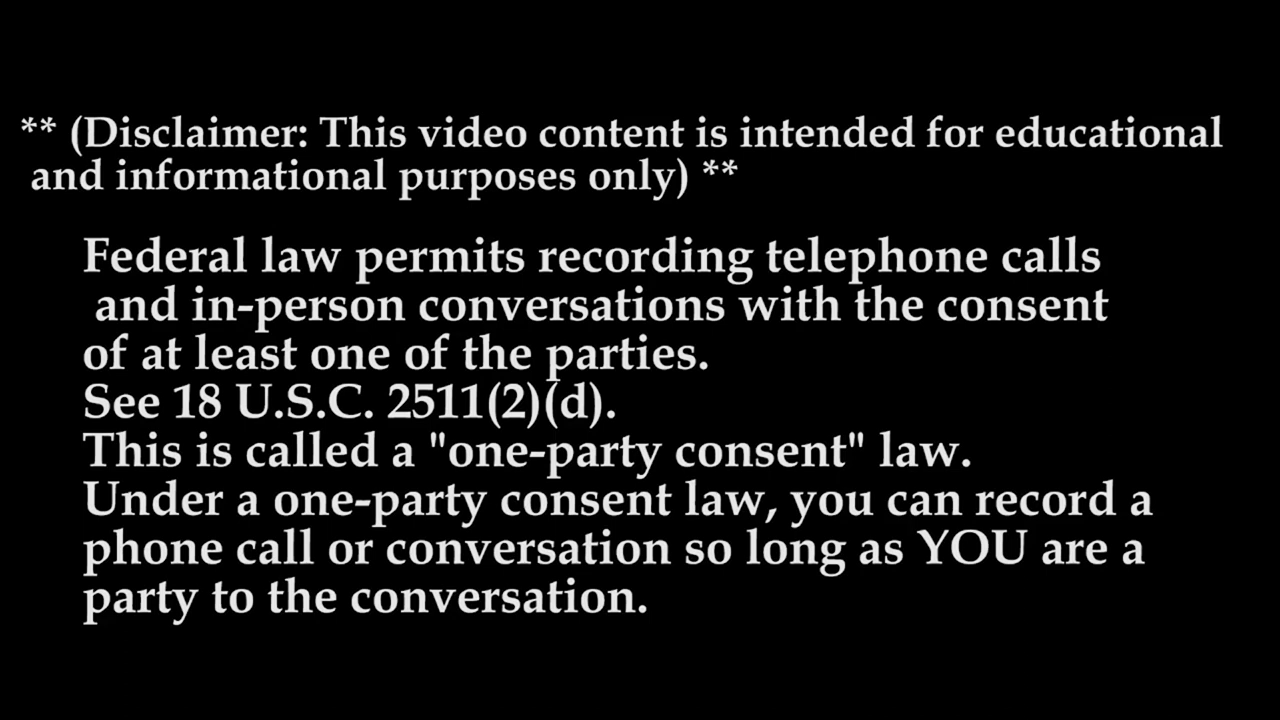 ** (Disclaimer: This video content is intended for educational
and informational purposes only) **
Federal law permits recording telephone calls
and in-person conversations with the consent
of at least one of the parties.
See 18 U.S.C. 2511(2)(d).
This is called a "one-party consent" law.
Under a one-party consent law, you can record a
phone call or conversation so long as YOU are a
party to the conversation.